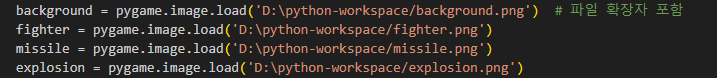 background = pygame.image.load('D:\python-workspace/background.png')  # 파일 확장자 포함
fighter = pygame.image.load('D:\python-workspace/fighter.png')
missile = pygame.image.load('D:\python-workspace/missile.png')
explosion = pygame.image.load('D:\python-workspace/explosion.png')